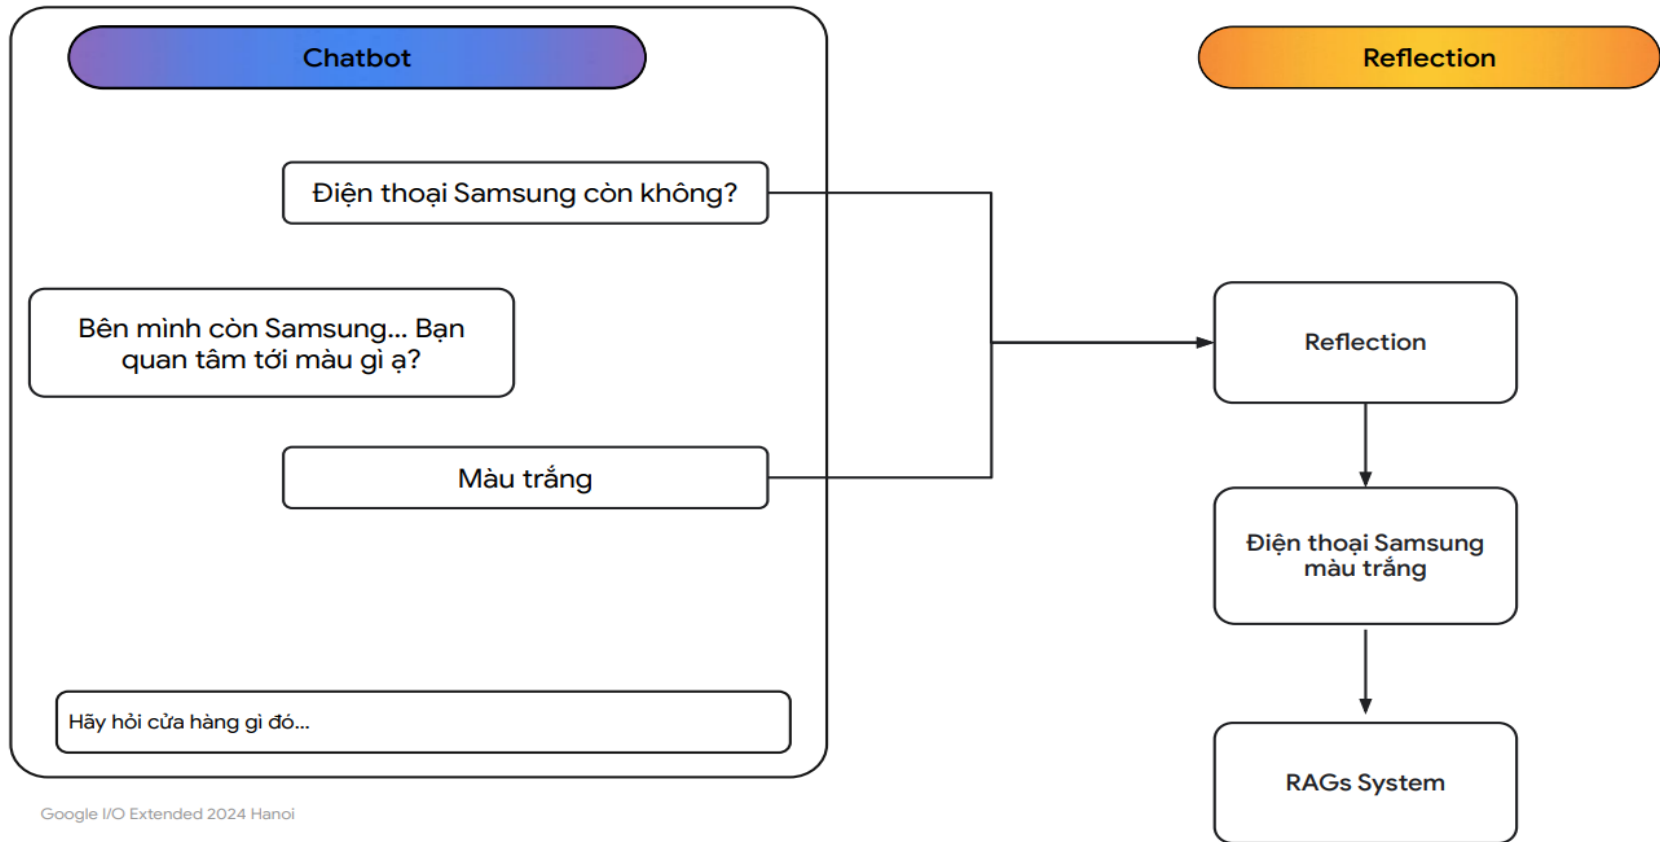 Chatbot
Reflection
Điện thoại Samsung còn không?
Bên mình còn Samsung... Bạn
quan tâm tới màu gì ạ?
Màu trắng
Hãy hỏi cửa hàng gì đó...
Reflection
Điện thoại Samsung
màu trắng
RAGs System
Google I/O Extended 2024 Hanoi